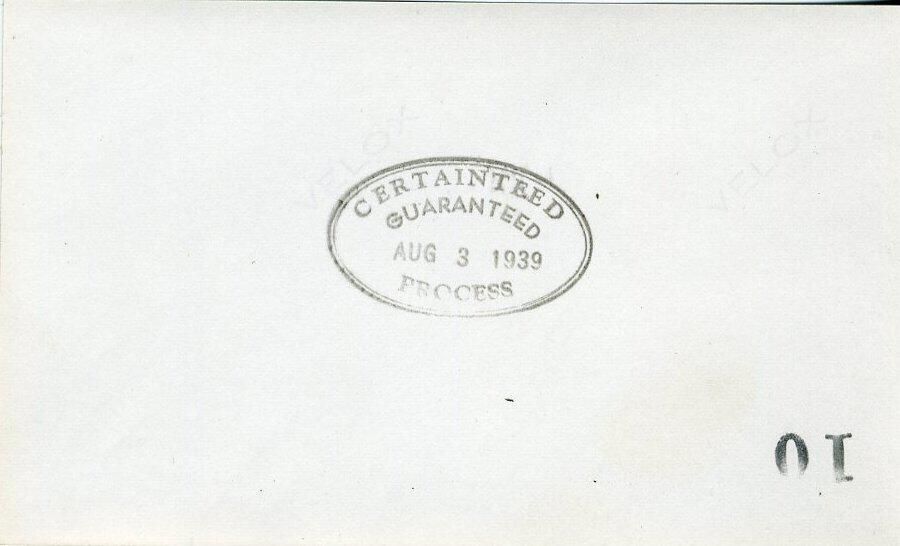 VELOX
VELOX
CERTAINTEED
GUARANTEED
AUG 3 1939
PROCESS
10